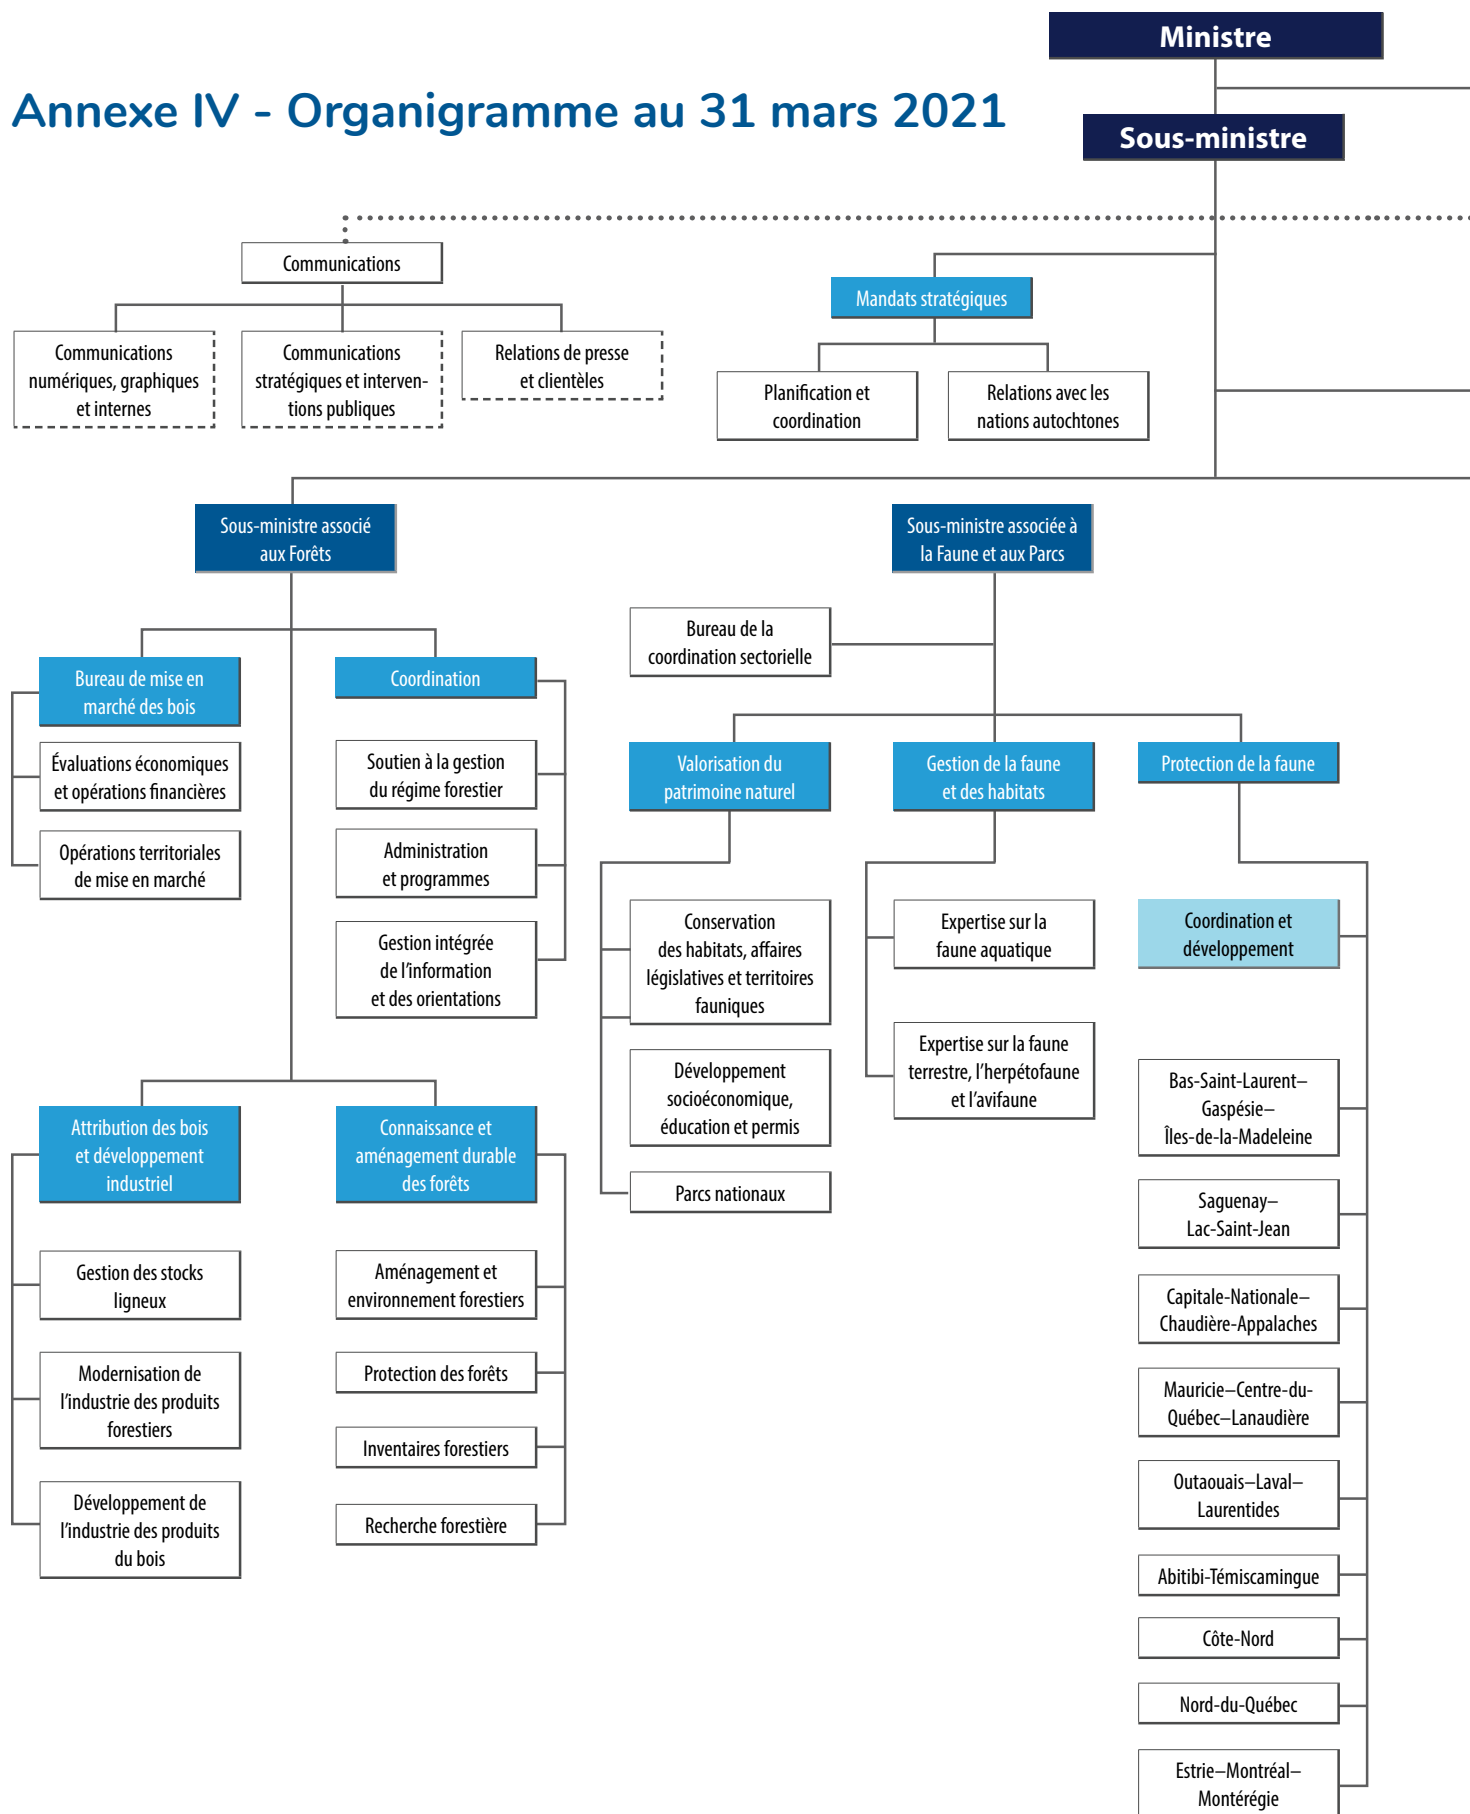 Ministre
Annexe IV - Organigramme au 31 mars 2021
Sous-ministre
Communications
Communications
numériques, graphiques
et internes
Communications
stratégiques et interven-
tions publiques
Relations de presse
et clientèles
Mandats stratégiques
Planification et
coordination
Relations avec les
nations autochtones
Sous-ministre associé
aux Forêts
Bureau de mise en
marché des bois
Évaluations économiques
et opérations financières
Opérations territoriales
de mise en marché
Coordination
Soutien à la gestion
du régime forestier
Administration
et programmes
Gestion intégrée
de l'information
et des orientations
Attribution des bois
et développement
industriel
Gestion des stocks
ligneux
Modernisation de
l'industrie des produits
forestiers
Développement de
l'industrie des produits
du bois
Connaissance et
aménagement durable
des forêts
Aménagement et
environnement forestiers
Protection des forêts
Inventaires forestiers
Recherche forestière
Sous-ministre associée à
la Faune et aux Parcs
Bureau de la
coordination sectorielle
Valorisation du
patrimoine naturel
Conservation
des habitats, affaires
législatives et territoires
fauniques
Développement
socioéconomique,
éducation et permis
Parcs nationaux
Gestion de la faune
et des habitats
Expertise sur la
faune aquatique
Expertise sur la faune
terrestre, l'herpétofaune
et l'avifaune
Protection de la faune
Coordination et
développement
Bas-Saint-Laurent–
Gaspésie–
Îles-de-la-Madeleine
Saguenay–
Lac-Saint-Jean
Capitale-Nationale–
Chaudière-Appalaches
Mauricie–Centre-du-
Québec–Lanaudière
Outaouais–Laval–
Laurentides
Abitibi-Témiscamingue
Côte-Nord
Nord-du-Québec
Estrie–Montréal–
Montérégie